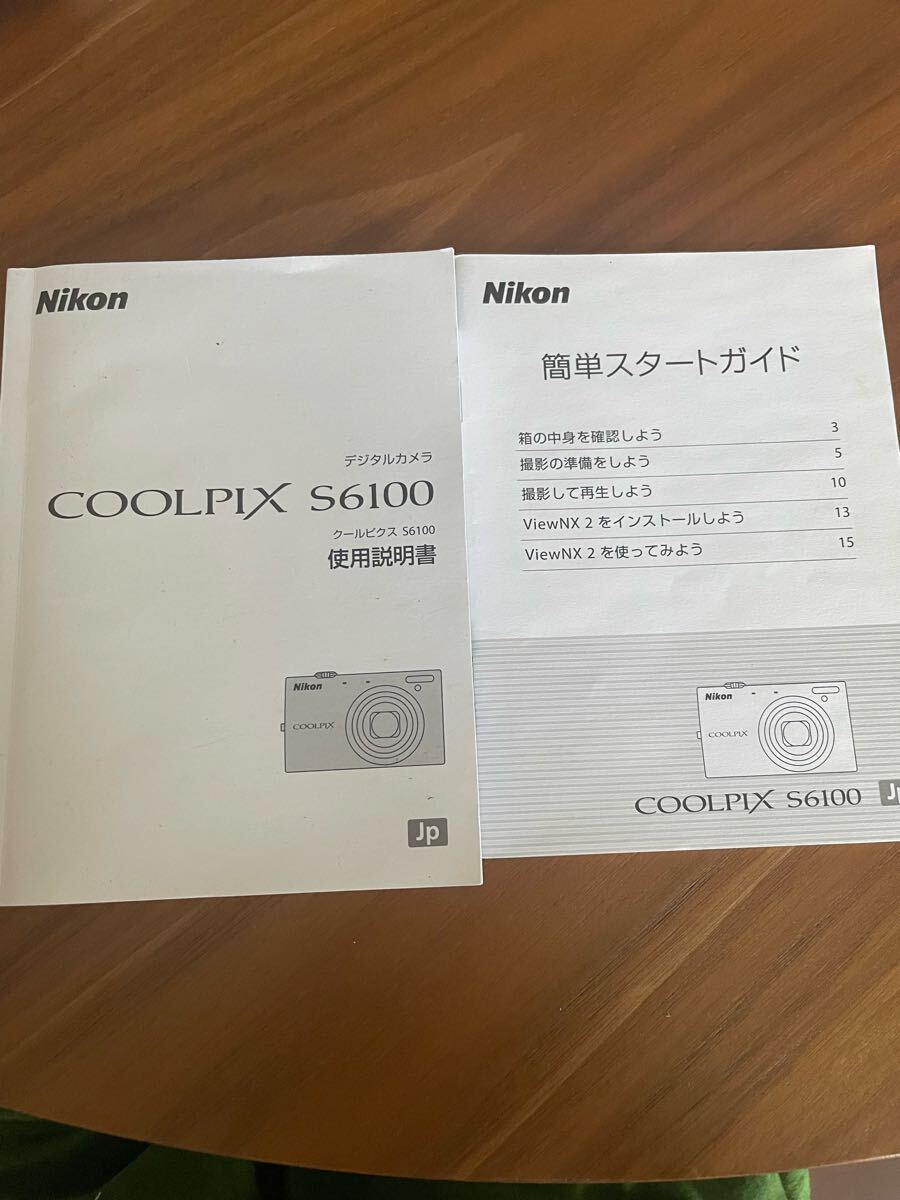 Nikon
デジタルカメラ
COOLPIX S6100
クールピクス S6100
使用説明書
Nikon
COOLPIX
Jp
Nikon
簡単スタートガイド
箱の中身を確認しよう 3
撮影の準備をしよう 5
撮影して再生しよう 10
ViewNX 2 をインストールしよう 13
ViewNX 2 を使ってみよう 15
Nikon
COOLPIX
COOLPIX S6100
Jp